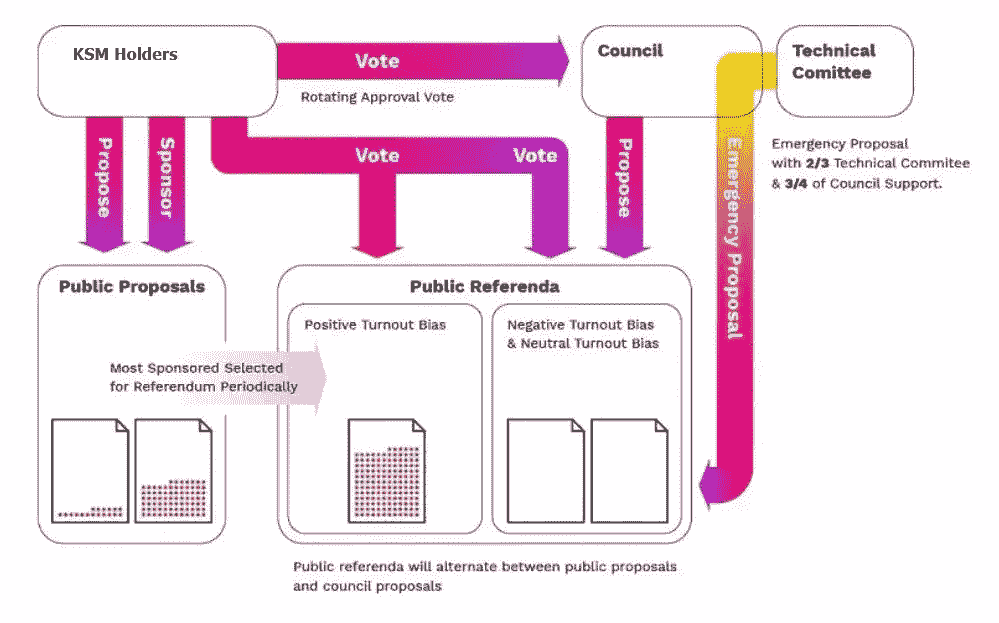 KSM Holders
Vote
Rotating Approval Vote
Council
Technical
Comittee
Propose
Sponsor
Vote
Vote
Propose
Emergency Proposal
Emergency Proposal
with 2/3 Technical Commitee
& 3/4 of Council Support.
Public Proposals
Most Sponsored Selected
for Referendum Periodically
Public Referenda
Positive Turnout Bias
Negative Turnout Bias
& Neutral Turnout Bias
Public referenda will alternate between public proposals
and council proposals